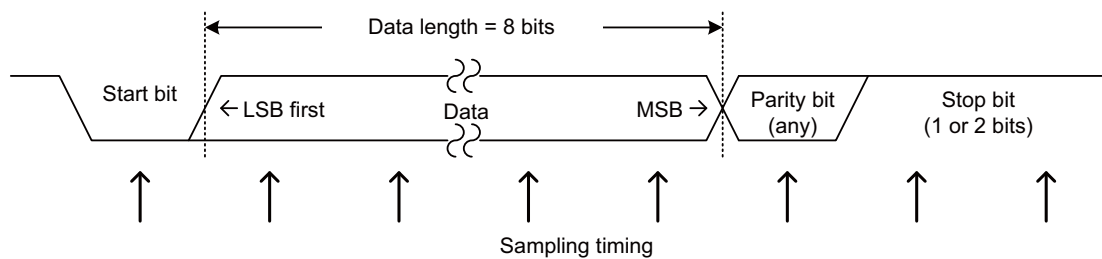 Data length = 8 bits
Start bit
← LSB first
Data
MSB →
Parity bit
(any)
Stop bit
(1 or 2 bits)
Sampling timing